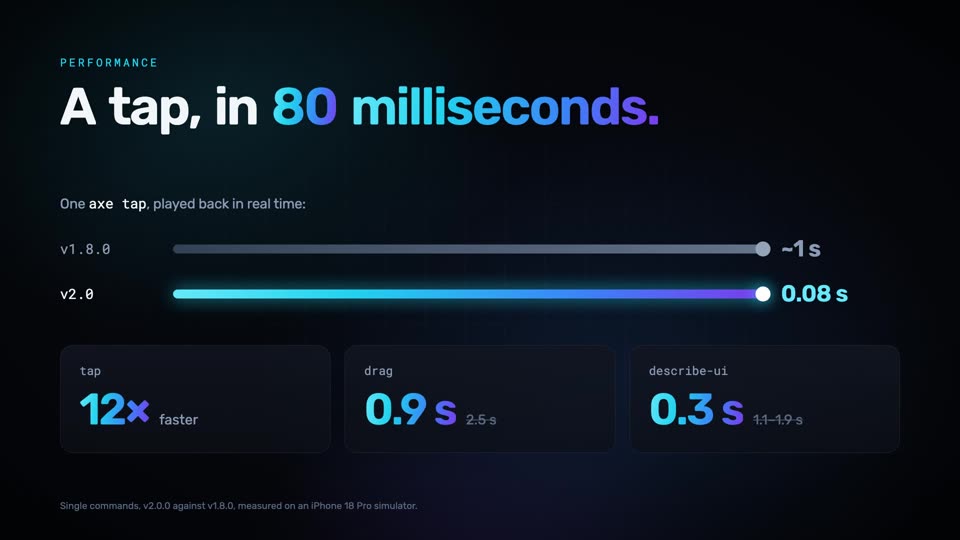 PERFORMANCE
A tap, in 80 milliseconds.
One axe tap, played back in real time:
v1.8.0 ~1 s
v2.0 0.08 s
tap
12× faster
drag
0.9 s 2.5 s
describe-ui
0.3 s 1.1–1.9 s
Single commands, v2.0.0 against v1.8.0, measured on an iPhone 18 Pro simulator.